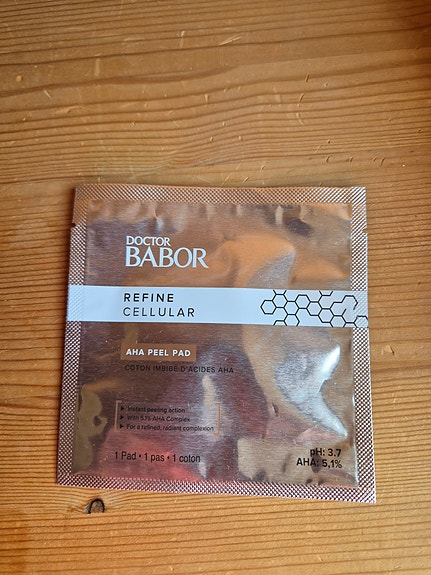 DOCTOR
BABOR
REFINE
CELLULAR
AHA PEEL PAD
COTON IMBIBÉ D'ACIDES AHA
▶ Instant peeling action
▶ With 5.1% AHA Complex
▶ For a refined, radiant complexion
1 Pad • 1 pas • 1 coton
pH: 3.7
AHA: 5,1%